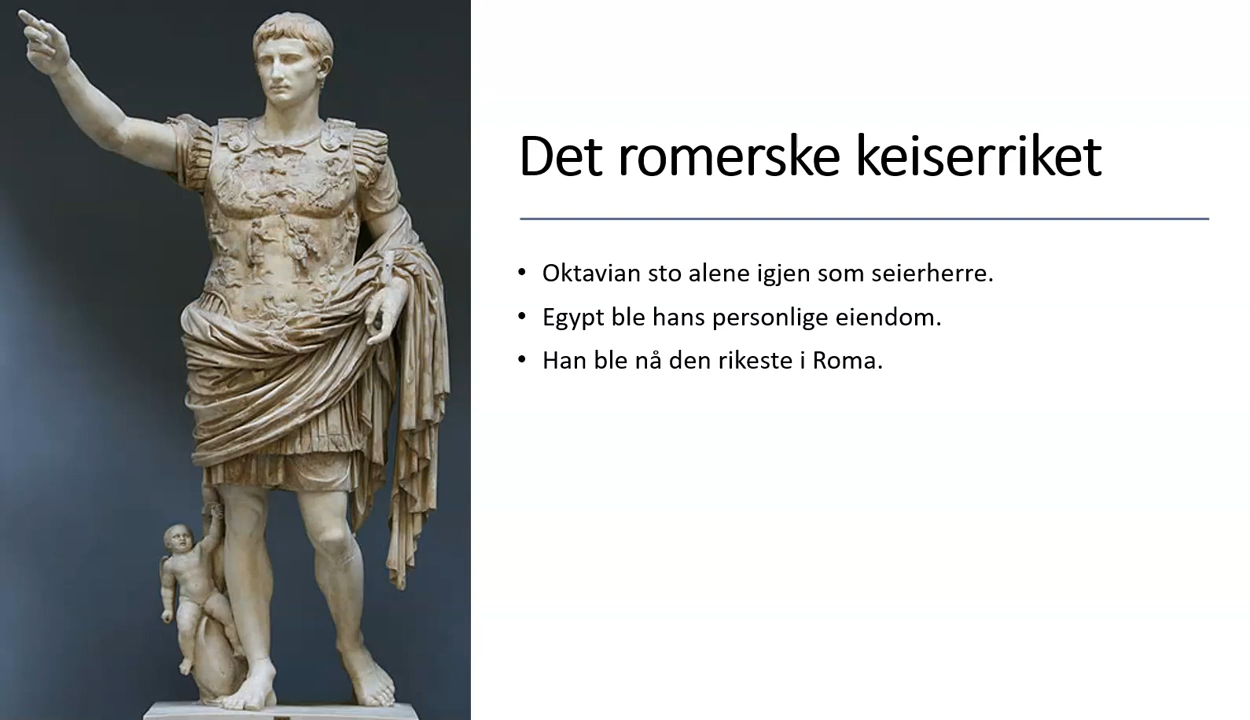 Det romerske keiserriket
• Oktavian sto alene igjen som seierherre.
• Egypt ble hans personlige eiendom.
• Han ble nå den rikeste i Roma.